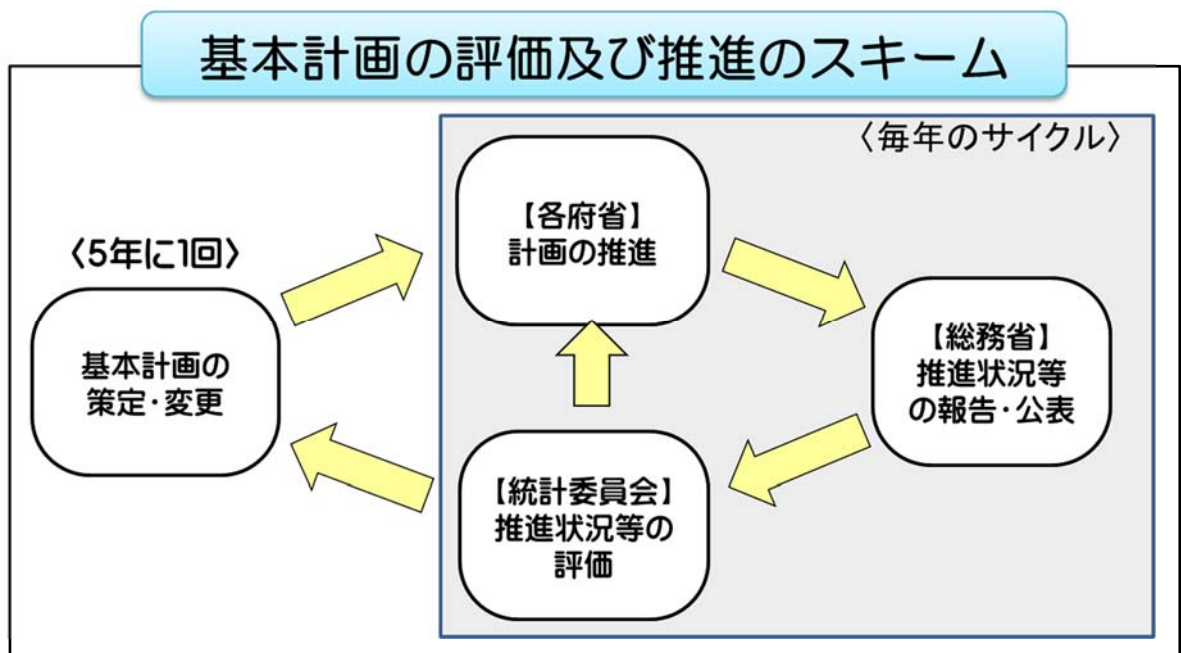 基本計画の評価及び推進のスキーム
〈毎年のサイクル〉
【各府省】
計画の推進
〈5年に1回〉
基本計画の
策定・変更
【総務省】
推進状況等
の報告・公表
【統計委員会】
推進状況等の
評価